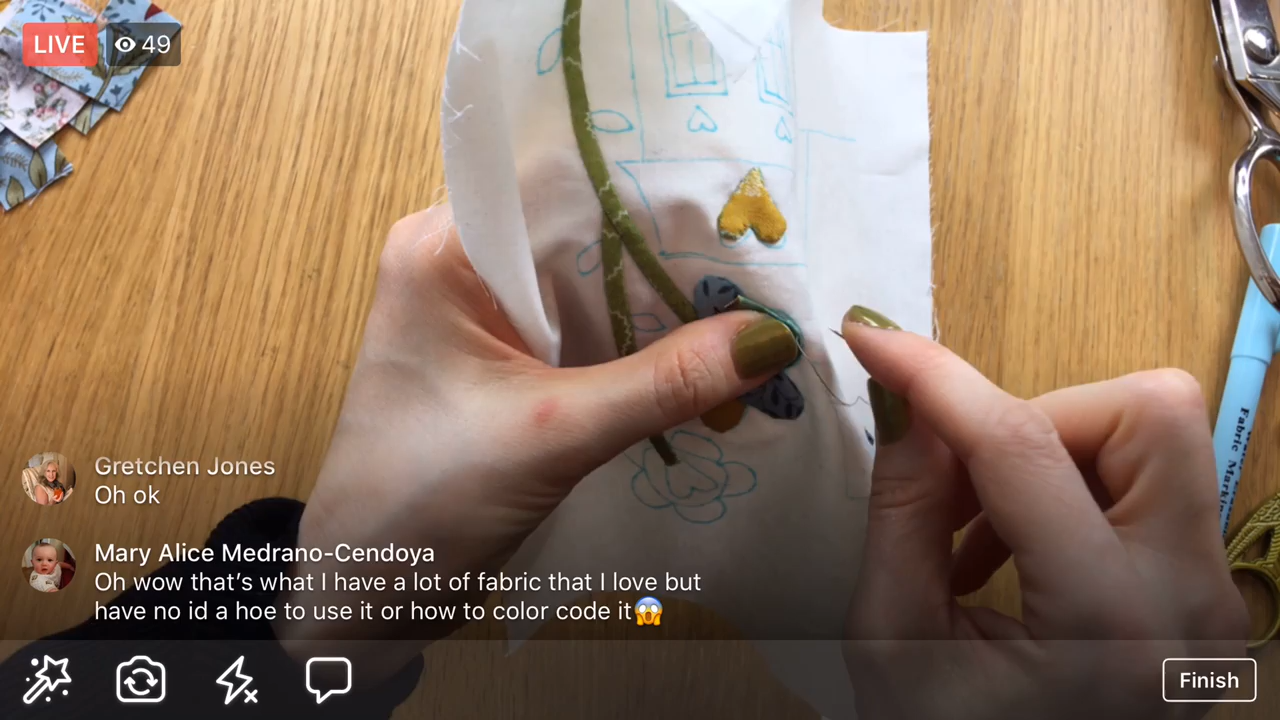 LIVE 49
Gretchen Jones
Oh ok
Mary Alice Medrano-Cendoya
Oh wow that’s what I have a lot of fabric that I love but
have no id a hoe to use it or how to color code it😱
Finish
Fabric